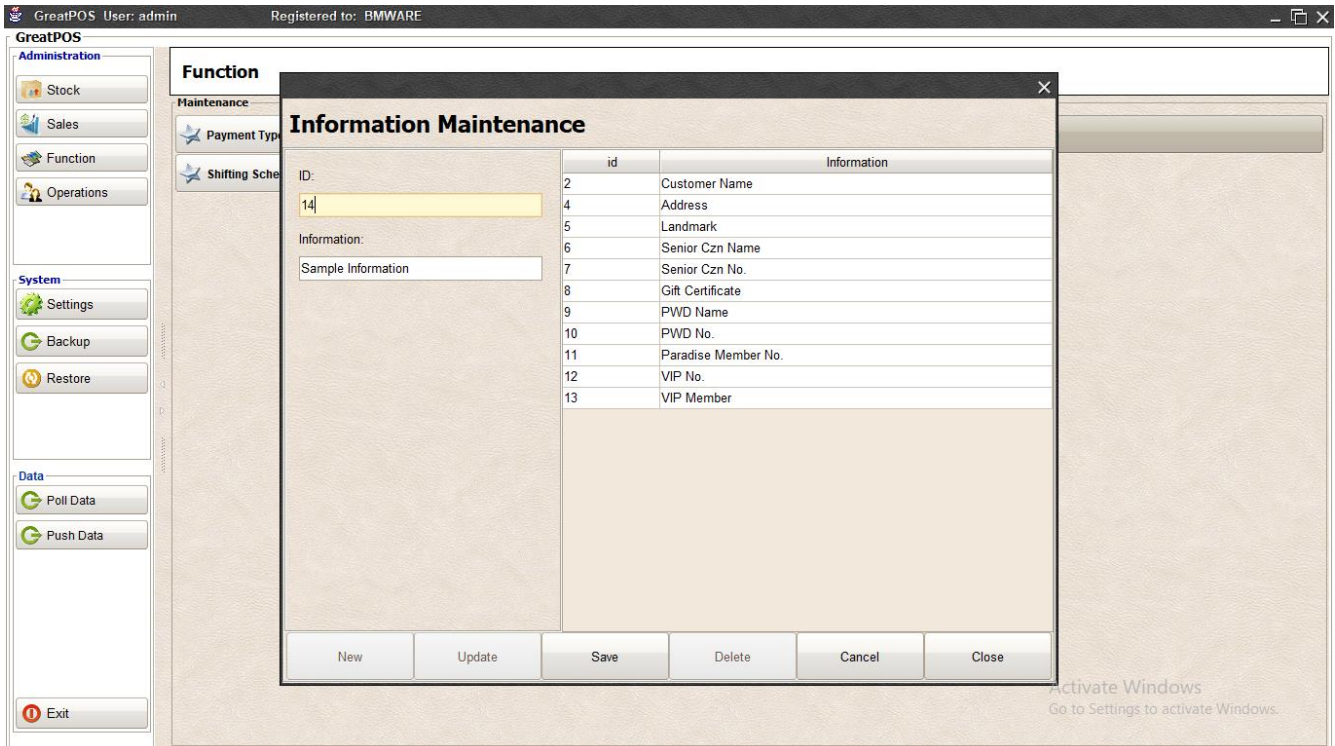 GreatPOS User: admin Registered to: BMWARE
GreatPOS
Administration
Stock
Sales
Function
Operations
System
Settings
Backup
Restore
Data
Poll Data
Push Data
Exit
Function
Maintenance
Payment Type
Shifting Sche
Information Maintenance
ID:
14
Information:
Sample Information
id Information
2 Customer Name
4 Address
5 Landmark
6 Senior Czn Name
7 Senior Czn No.
8 Gift Certificate
9 PWD Name
10 PWD No.
11 Paradise Member No.
12 VIP No.
13 VIP Member
New Update Save Delete Cancel Close
Activate Windows
Go to Settings to activate Windows.